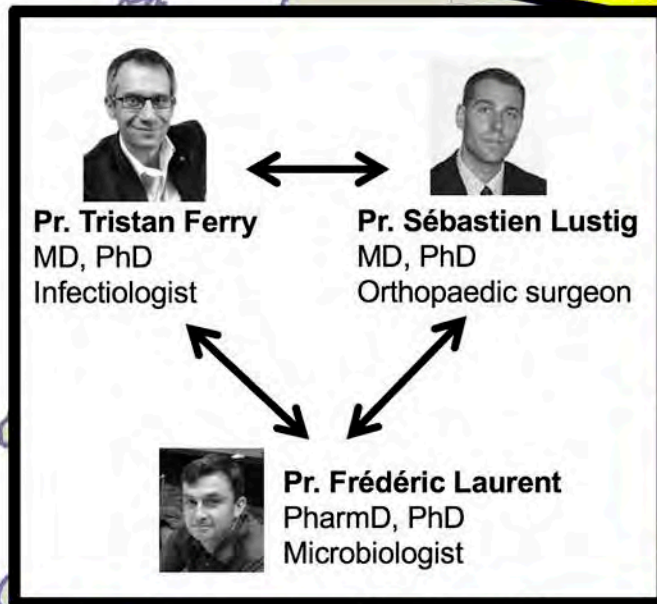 Pr. Tristan Ferry
MD, PhD
Infectiologist
Pr. Sébastien Lustig
MD, PhD
Orthopaedic surgeon
Pr. Frédéric Laurent
PharmD, PhD
Microbiologist